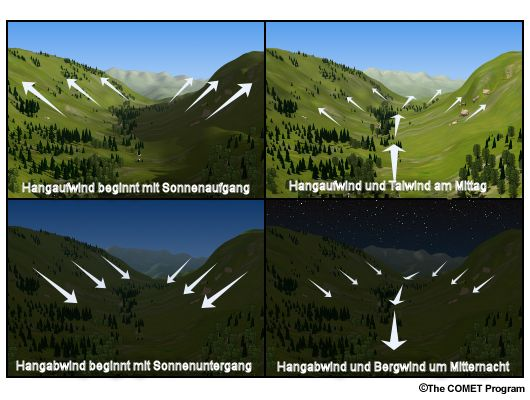 Hangaufwind beginnt mit Sonnenaufgang
Hangaufwind und Talwind am Mittag
Hangabwind beginnt mit Sonnenuntergang
Hangabwind und Bergwind um Mitternacht
©The COMET Program